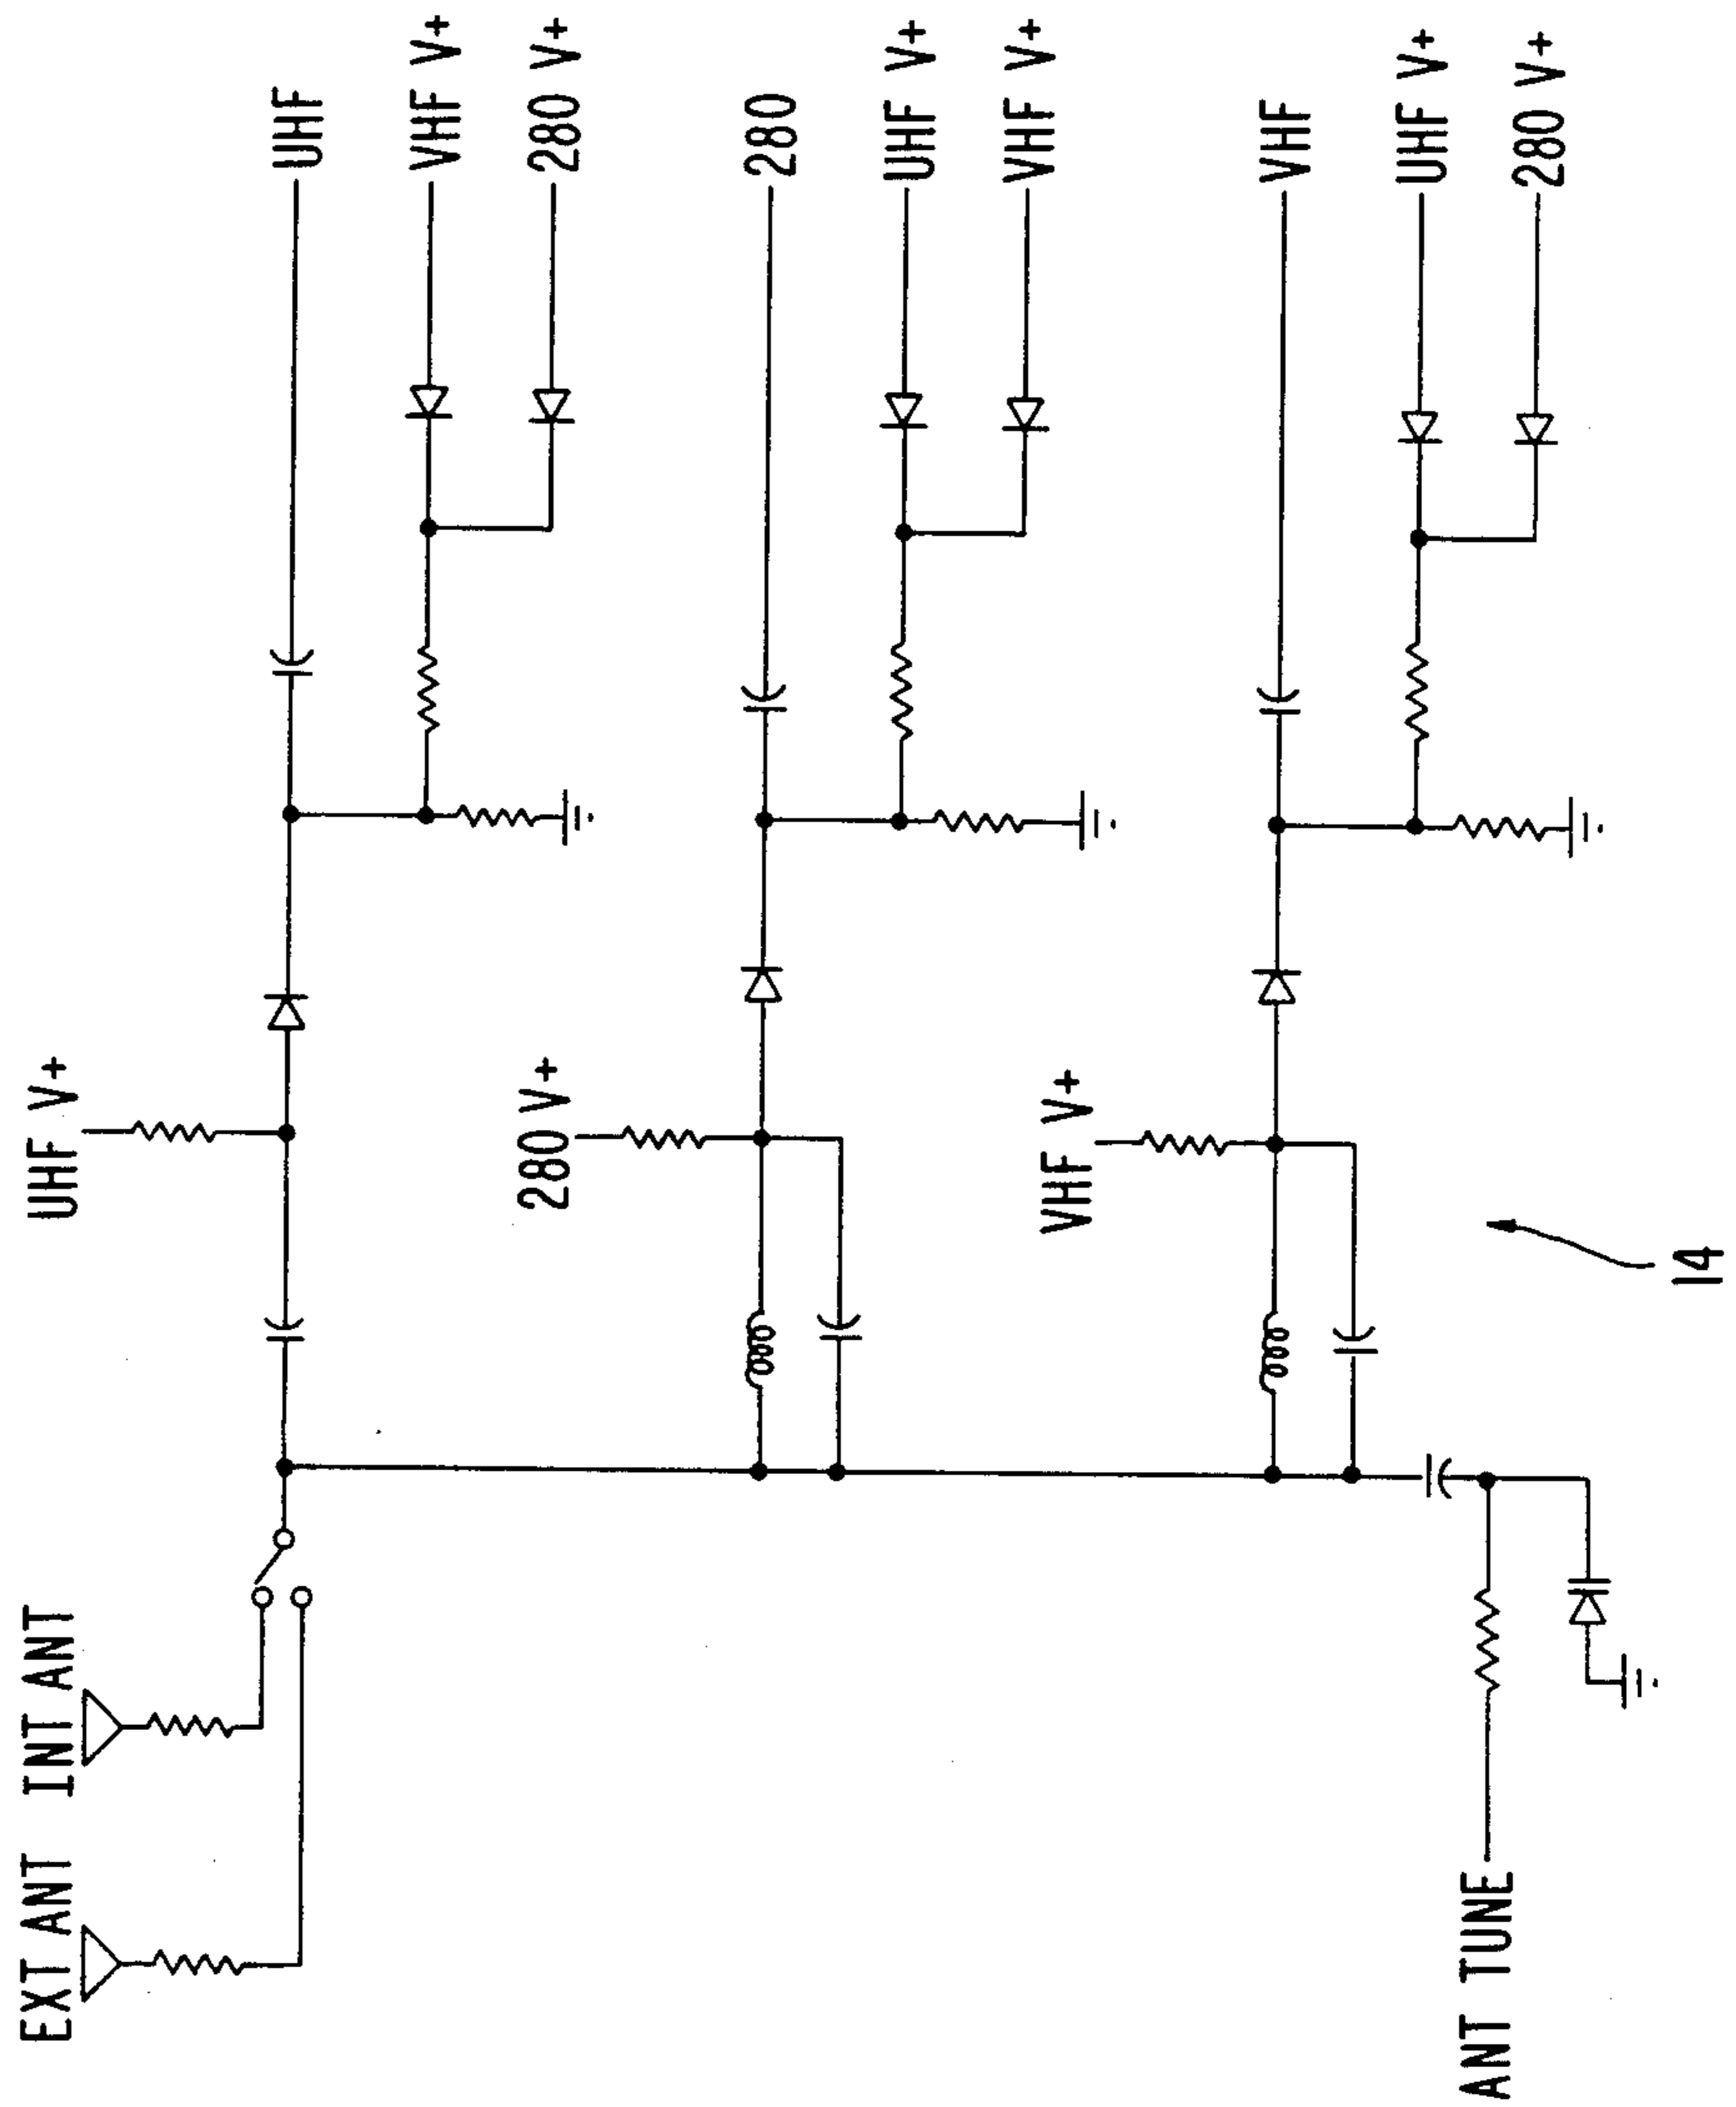 EXT ANT
INT ANT
UHF V+
UHF
VHF V+
280 V+
280 V+
280
UHF V+
VHF V+
VHF V+
VHF
UHF V+
280 V+
ANT TUNE
14